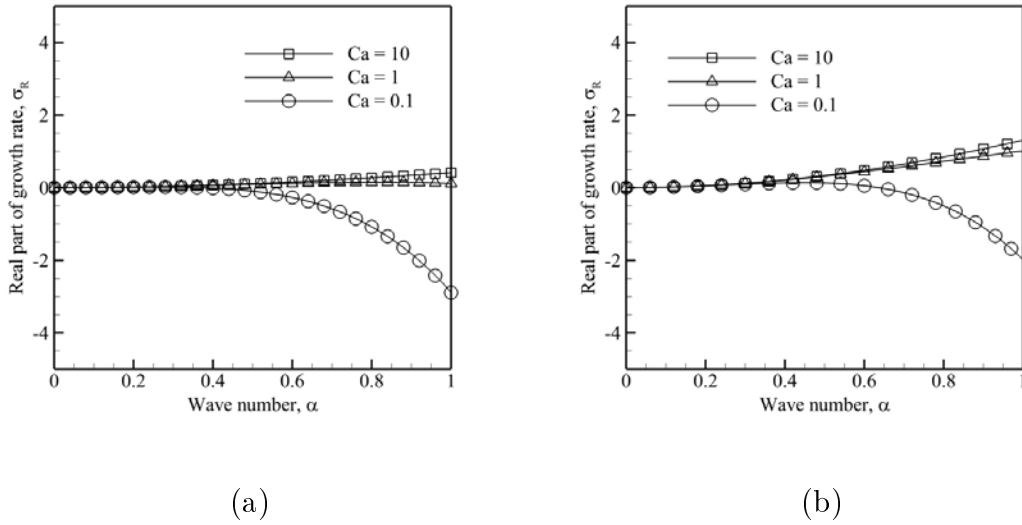 4
2
0
-2
-4
Real part of growth rate, σR
Ca = 10
Ca = 1
Ca = 0.1
0
0.2
0.4
0.6
0.8
1
Wave number, α
(a)
4
2
0
-2
-4
Real part of growth rate, σR
Ca = 10
Ca = 1
Ca = 0.1
0
0.2
0.4
0.6
0.8
1
Wave number, α
(b)